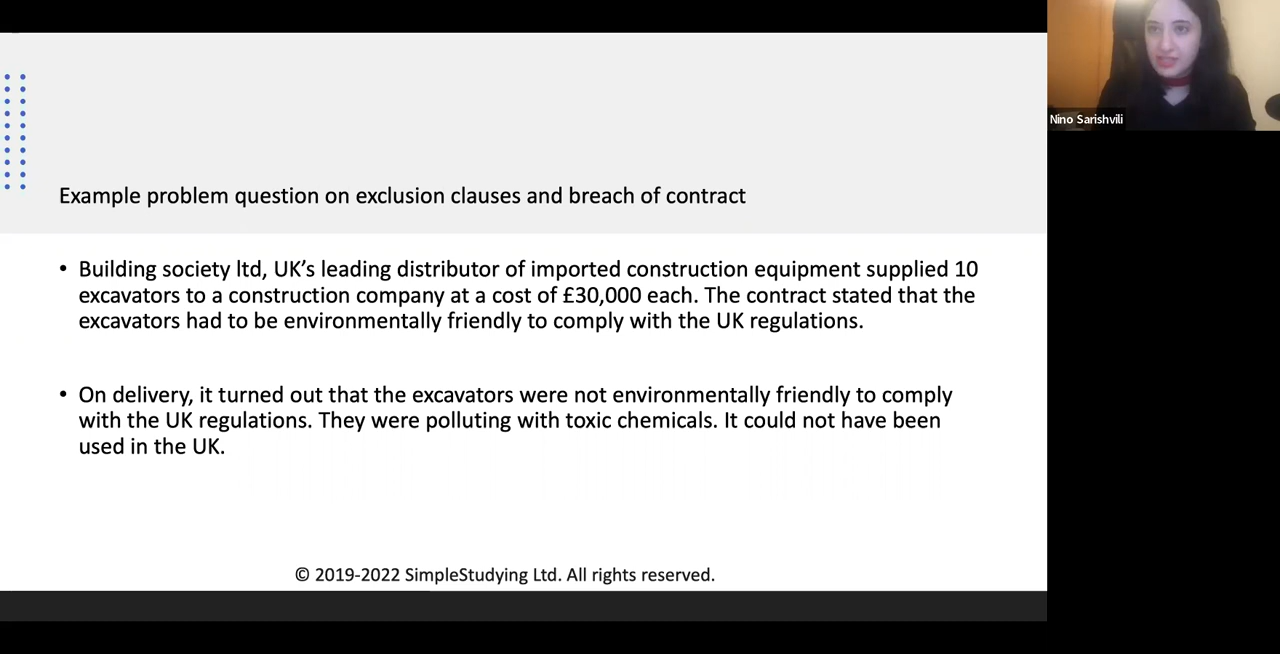 Example problem question on exclusion clauses and breach of contract
• Building society ltd, UK's leading distributor of imported construction equipment supplied 10
excavators to a construction company at a cost of £30,000 each. The contract stated that the
excavators had to be environmentally friendly to comply with the UK regulations.
• On delivery, it turned out that the excavators were not environmentally friendly to comply
with the UK regulations. They were polluting with toxic chemicals. It could not have been
used in the UK.
© 2019-2022 SimpleStudying Ltd. All rights reserved.
Nino Sarishvili